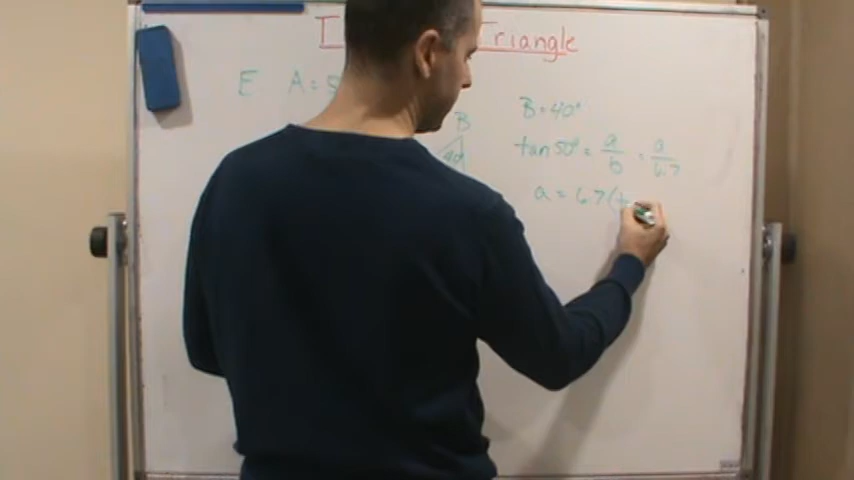 Triangle
E A = 5
B = 40°
B
40
tan 50° = a/b = a/6.7
a = 6.7(t